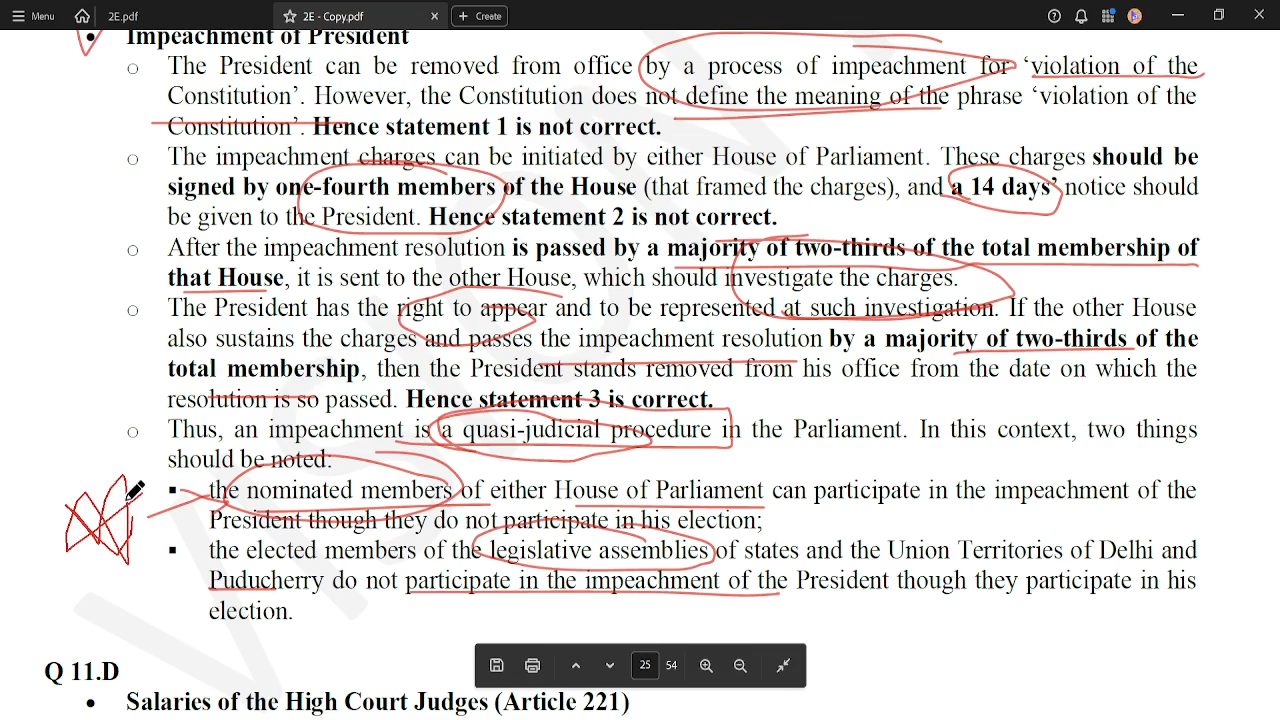 Menu
2E.pdf
2E - Copy.pdf
Create
Impeachment of President
The President can be removed from office by a process of impeachment for ‘violation of the
Constitution’. However, the Constitution does not define the meaning of the phrase ‘violation of the
Constitution’. Hence statement 1 is not correct.
The impeachment charges can be initiated by either House of Parliament. These charges should be
signed by one-fourth members of the House (that framed the charges), and a 14 days’ notice should
be given to the President. Hence statement 2 is not correct.
After the impeachment resolution is passed by a majority of two-thirds of the total membership of
that House, it is sent to the other House, which should investigate the charges.
The President has the right to appear and to be represented at such investigation. If the other House
also sustains the charges and passes the impeachment resolution by a majority of two-thirds of the
total membership, then the President stands removed from his office from the date on which the
resolution is so passed. Hence statement 3 is correct.
Thus, an impeachment is a quasi-judicial procedure in the Parliament. In this context, two things
should be noted:
the nominated members of either House of Parliament can participate in the impeachment of the
President though they do not participate in his election;
the elected members of the legislative assemblies of states and the Union Territories of Delhi and
Puducherry do not participate in the impeachment of the President though they participate in his
election.
25 54
Q 11.D
Salaries of the High Court Judges (Article 221)